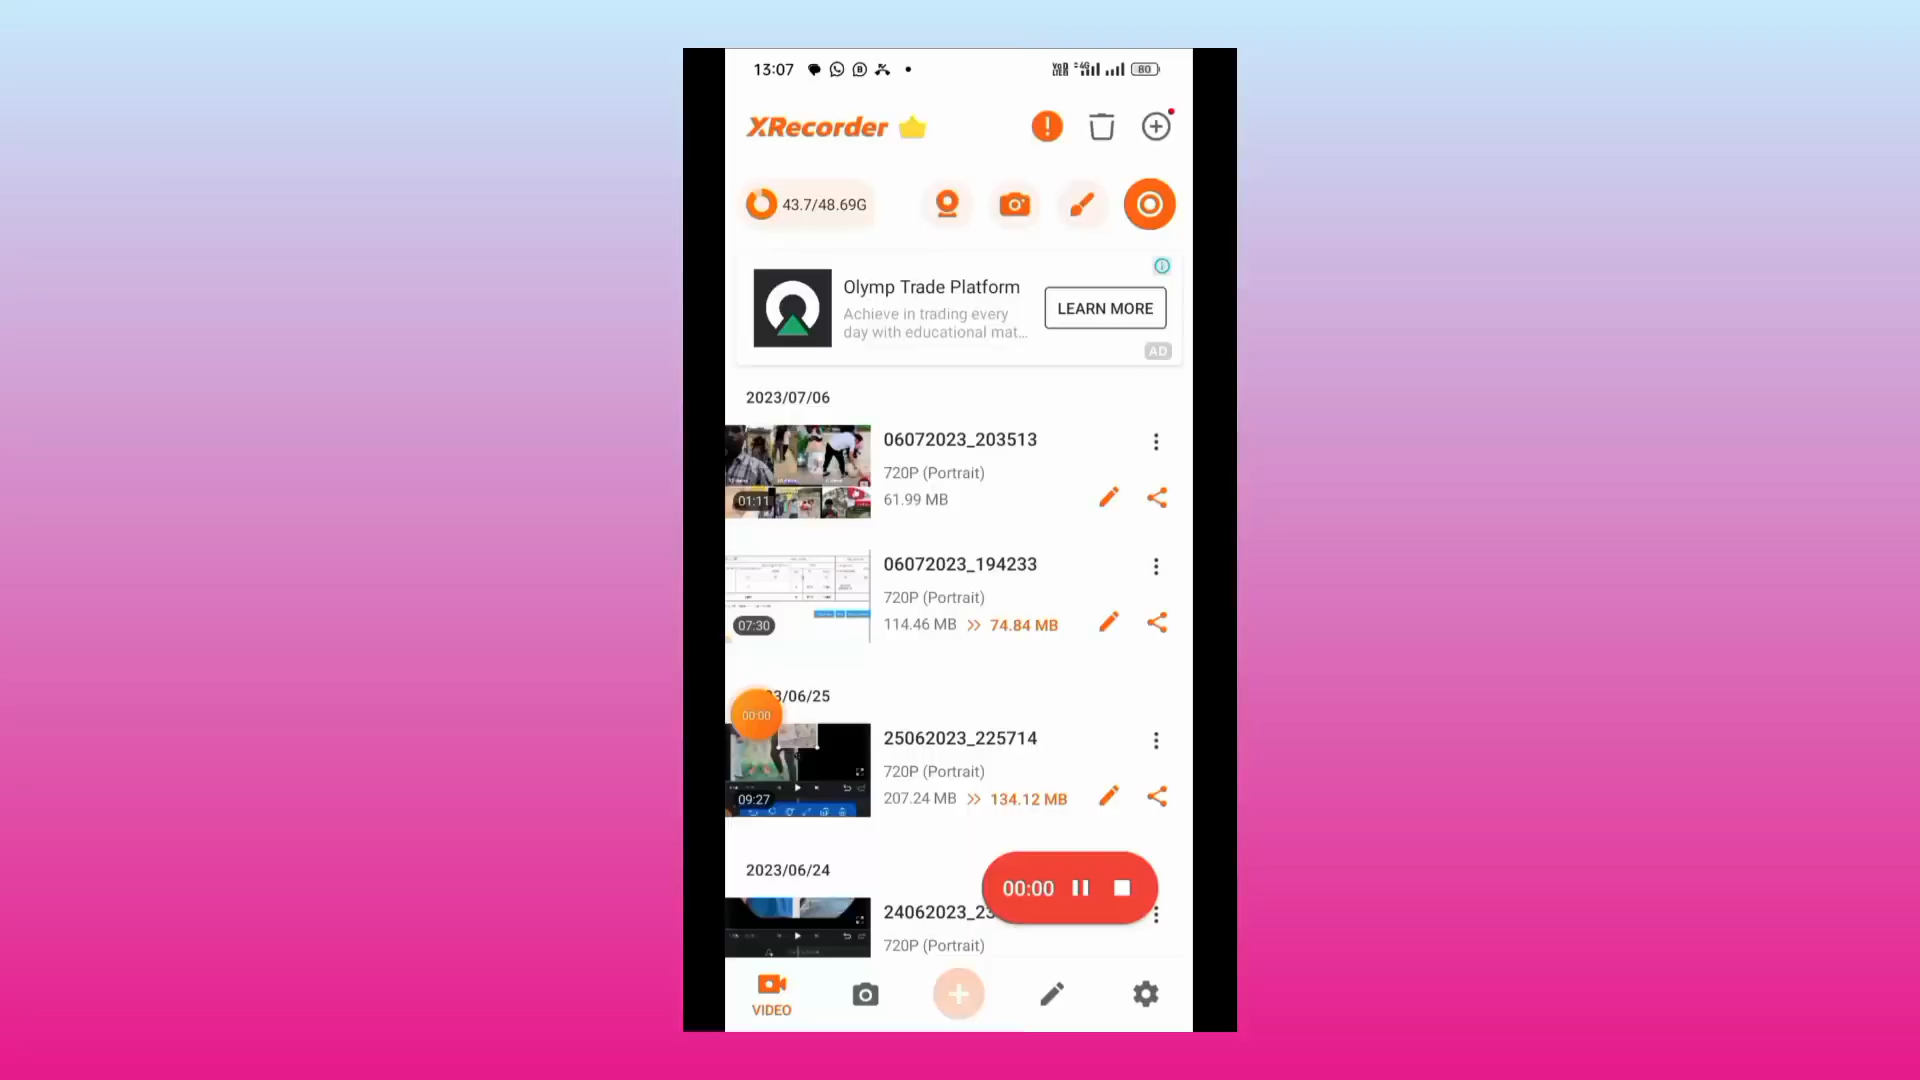 13:07
80
XRecorder
43.7/48.69G
Olymp Trade Platform
Achieve in trading every
day with educational mat...
LEARN MORE
AD
2023/07/06
06072023_203513
720P (Portrait)
01:11
61.99 MB
06072023_194233
720P (Portrait)
07:30
114.46 MB >> 74.84 MB
3/06/25
00:00
25062023_225714
720P (Portrait)
09:27
207.24 MB >> 134.12 MB
2023/06/24
00:00
24062023_23
720P (Portrait)
VIDEO